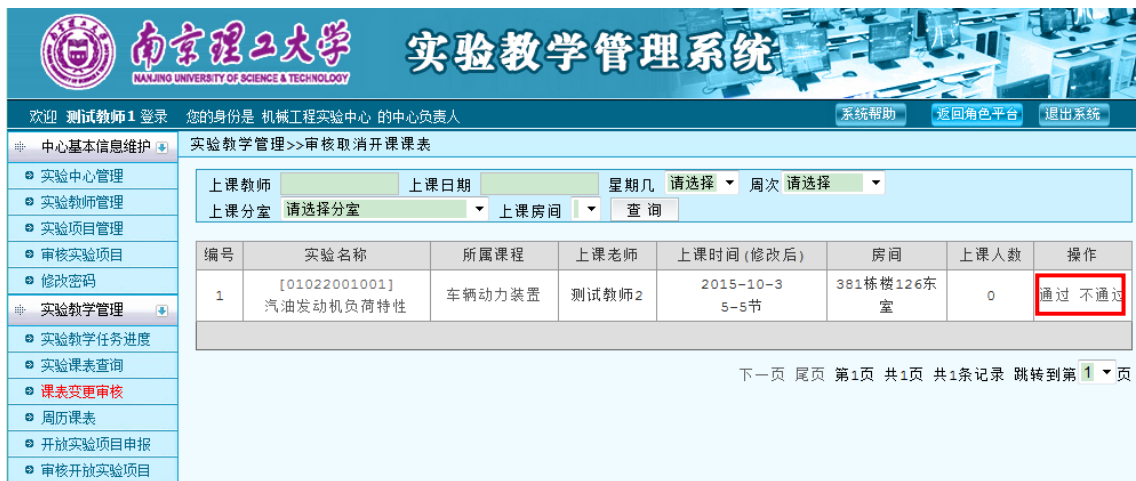 南京理工大学
NANJING UNIVERSITY OF SCIENCE & TECHNOLOGY
实验教学管理系统
欢迎 测试教师1 登录 您的身份是 机械工程实验中心 的中心负责人 系统帮助 返回角色平台 退出系统
中心基本信息维护
实验中心管理
实验教师管理
实验项目管理
审核实验项目
修改密码
实验教学管理
实验教学任务进度
实验课表查询
课表变更审核
周历课表
开放实验项目申报
审核开放实验项目
实验教学管理>>审核取消开课课表
上课教师 上课日期 星期几 请选择 周次 请选择
上课分室 请选择分室 上课房间 查 询
编号 实验名称 所属课程 上课老师 上课时间(修改后) 房间 上课人数 操作
1 [01022001001] 车辆动力装置 测试教师2 2015-10-3 381栋楼126东 0 通过 不通过
汽油发动机负荷特性 5-5节 室
下一页 尾页 第1页 共1页 共1条记录 跳转到第 1 页